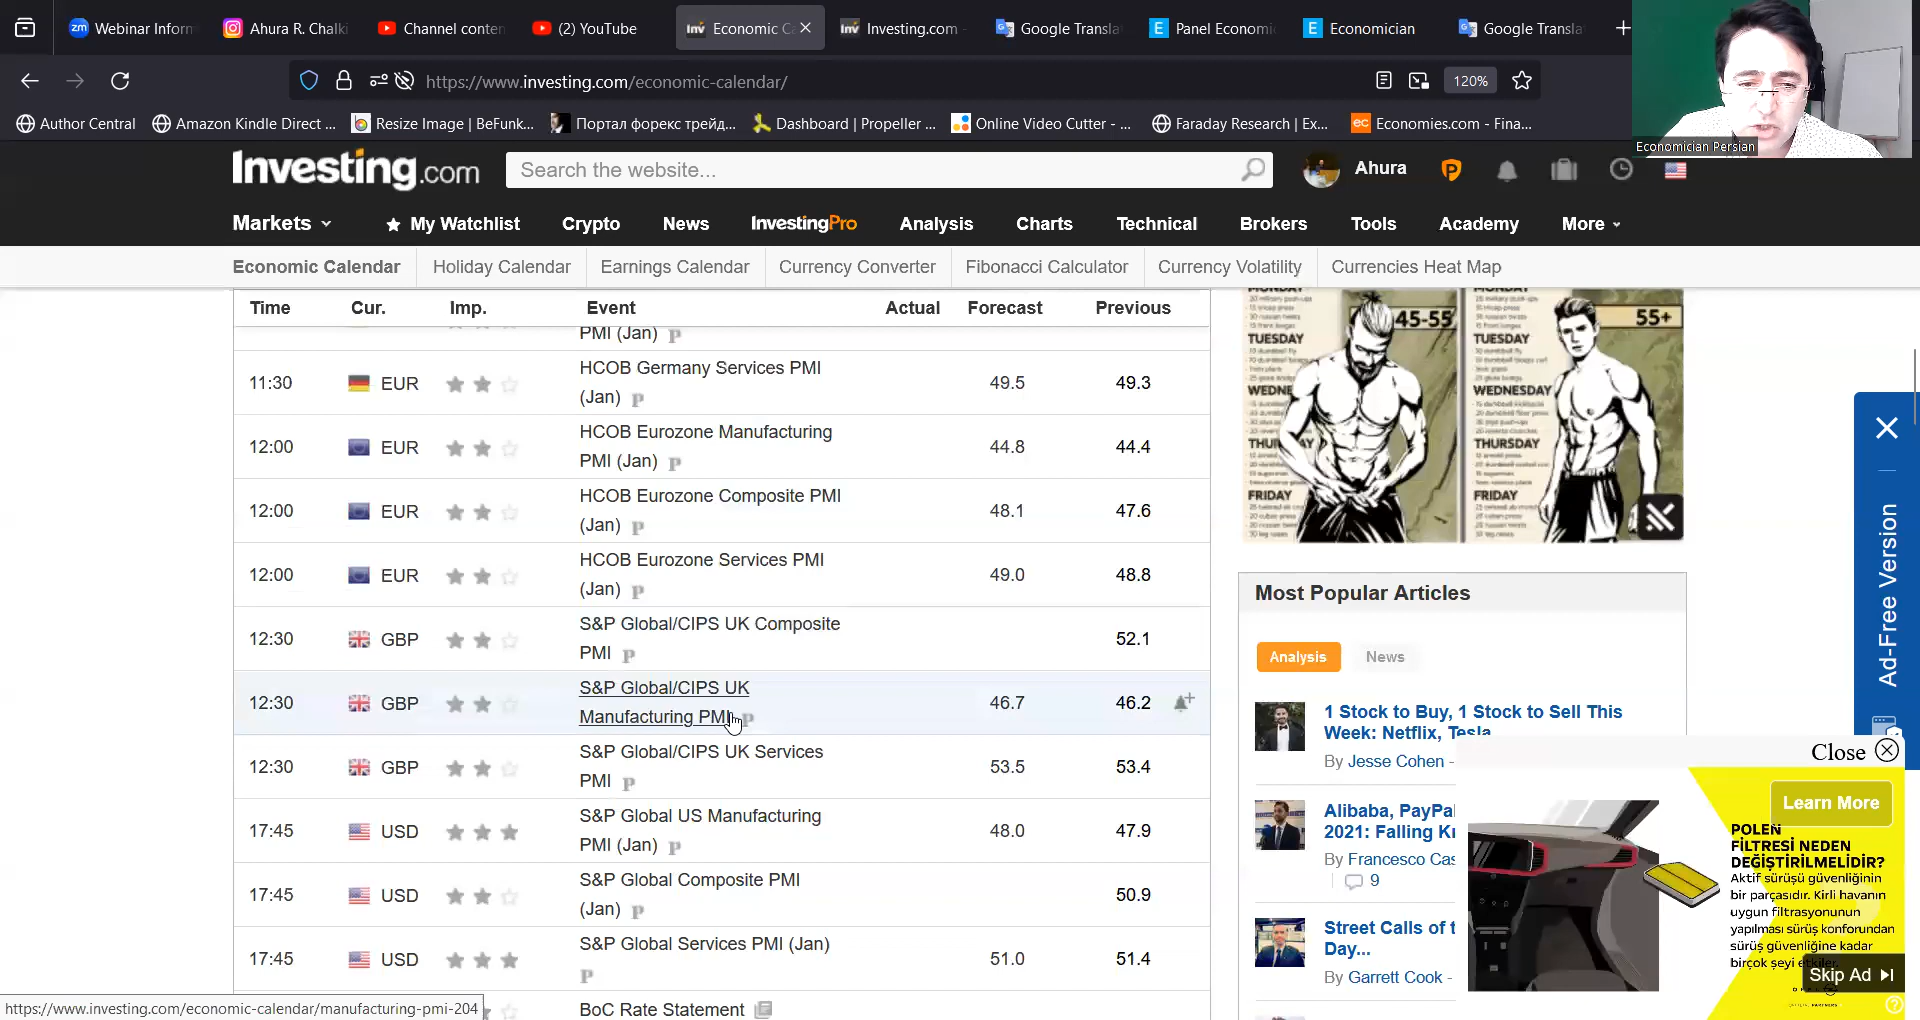 Webinar Inform
Ahura R. Chalki
Channel conten
(2) YouTube
Economic C
Investing.com -
Google Transla
Panel Economi
Economician
Google Transla
https://www.investing.com/economic-calendar/
120%
Author Central
Amazon Kindle Direct ...
Resize Image | BeFunk...
Портал форекс трейд...
Dashboard | Propeller ...
Online Video Cutter - ...
Faraday Research | Ex...
Economies.com - Fina...
Economician Persian
Investing.com
Search the website...
Ahura
Markets
My Watchlist
Crypto
News
InvestingPro
Analysis
Charts
Technical
Brokers
Tools
Academy
More
Economic Calendar
Holiday Calendar
Earnings Calendar
Currency Converter
Fibonacci Calculator
Currency Volatility
Currencies Heat Map
Time Cur. Imp. Event Actual Forecast Previous
PMI (Jan)
11:30 EUR HCOB Germany Services PMI
(Jan) 49.5 49.3
12:00 EUR HCOB Eurozone Manufacturing
PMI (Jan) 44.8 44.4
12:00 EUR HCOB Eurozone Composite PMI
(Jan) 48.1 47.6
12:00 EUR HCOB Eurozone Services PMI
(Jan) 49.0 48.8
12:30 GBP S&P Global/CIPS UK Composite
PMI 52.1
12:30 GBP S&P Global/CIPS UK
Manufacturing PMI 46.7 46.2
12:30 GBP S&P Global/CIPS UK Services
PMI 53.5 53.4
17:45 USD S&P Global US Manufacturing
PMI (Jan) 48.0 47.9
17:45 USD S&P Global Composite PMI
(Jan) 50.9
17:45 USD S&P Global Services PMI (Jan)
51.0 51.4
BoC Rate Statement
https://www.investing.com/economic-calendar/manufacturing-pmi-204
MONDAY
45-55
TUESDAY
THURSDAY
FRIDAY
MONDAY
55+
TUESDAY
WEDNESDAY
THURSDAY
FRIDAY
Ad-Free Version
Most Popular Articles
Analysis
News
1 Stock to Buy, 1 Stock to Sell This
Week: Netflix, Tesla
By Jesse Cohen -
Alibaba, PayPa
2021: Falling K
By Francesco Cas
9
Street Calls of t
Day...
By Garrett Cook -
Close
Learn More
POLEN
FİLTRESİ NEDEN
DEĞİŞTİRİLMELİDİR?
Aktif sürüşü güvenliğinin
bir parçasıdır. Kirli havanın
uygun filtrasyonunun
yapılması sürüş konforundan
sürüş güvenliğine kadar
birçok şeyi etkiler.
Skip Ad